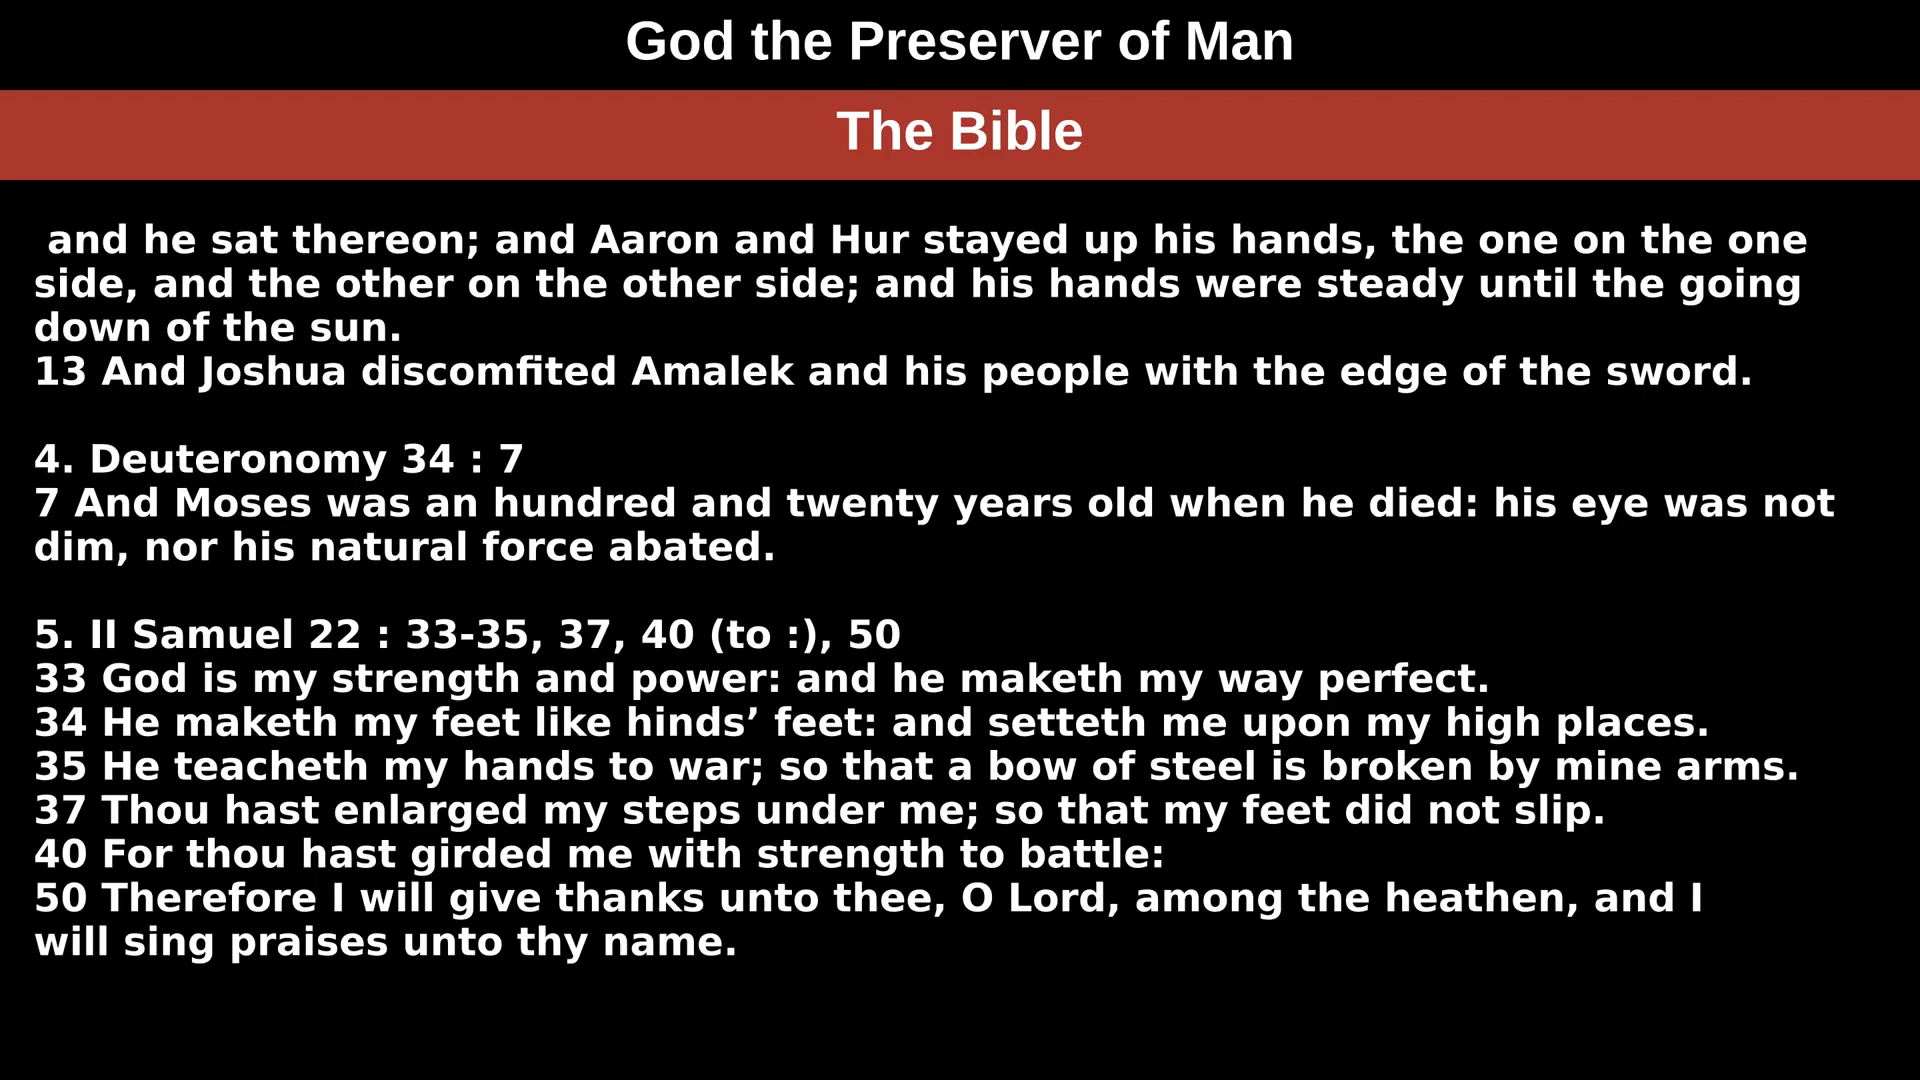 God the Preserver of Man
The Bible
and he sat thereon; and Aaron and Hur stayed up his hands, the one on the one
side, and the other on the other side; and his hands were steady until the going
down of the sun.
13 And Joshua discomfited Amalek and his people with the edge of the sword.
4. Deuteronomy 34 : 7
7 And Moses was an hundred and twenty years old when he died: his eye was not
dim, nor his natural force abated.
5. II Samuel 22 : 33-35, 37, 40 (to :), 50
33 God is my strength and power: and he maketh my way perfect.
34 He maketh my feet like hinds’ feet: and setteth me upon my high places.
35 He teacheth my hands to war; so that a bow of steel is broken by mine arms.
37 Thou hast enlarged my steps under me; so that my feet did not slip.
40 For thou hast girded me with strength to battle:
50 Therefore I will give thanks unto thee, O Lord, among the heathen, and I
will sing praises unto thy name.